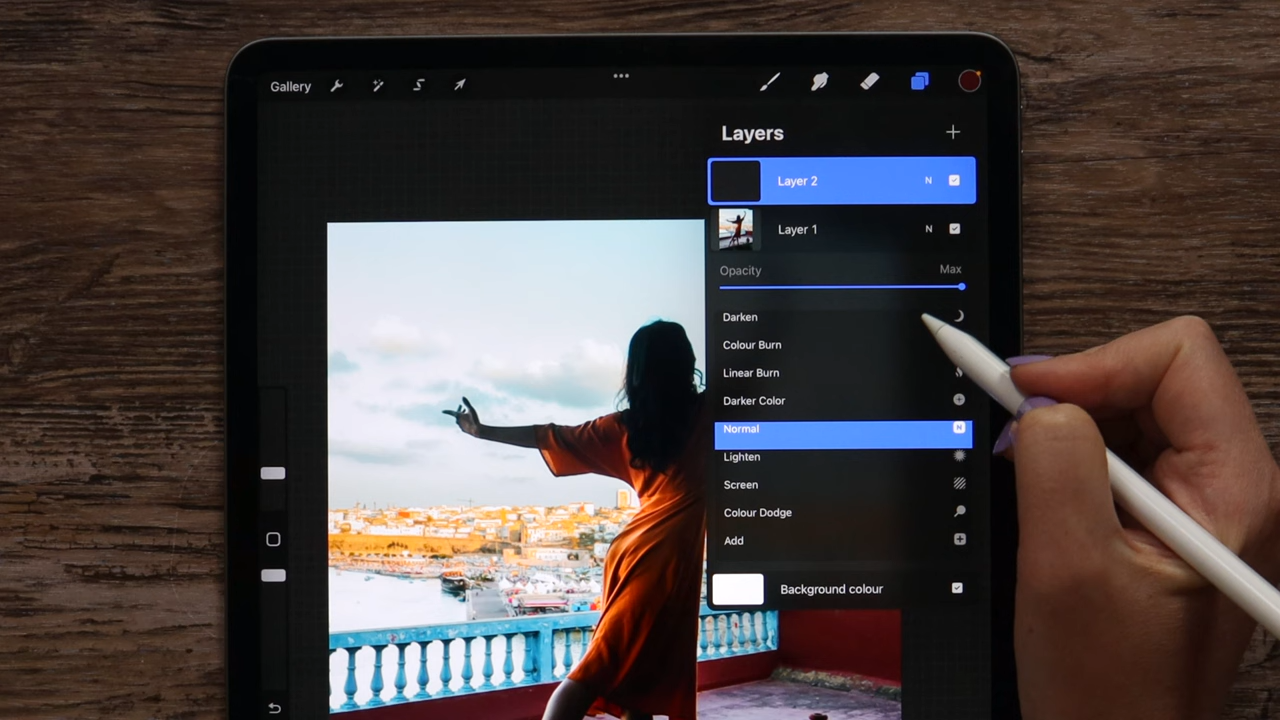 Gallery
Layers
Layer 2 N
Layer 1 N
Opacity Max
Darken
Colour Burn
Linear Burn
Darker Color
Normal N
Lighten
Screen
Colour Dodge
Add
Background colour